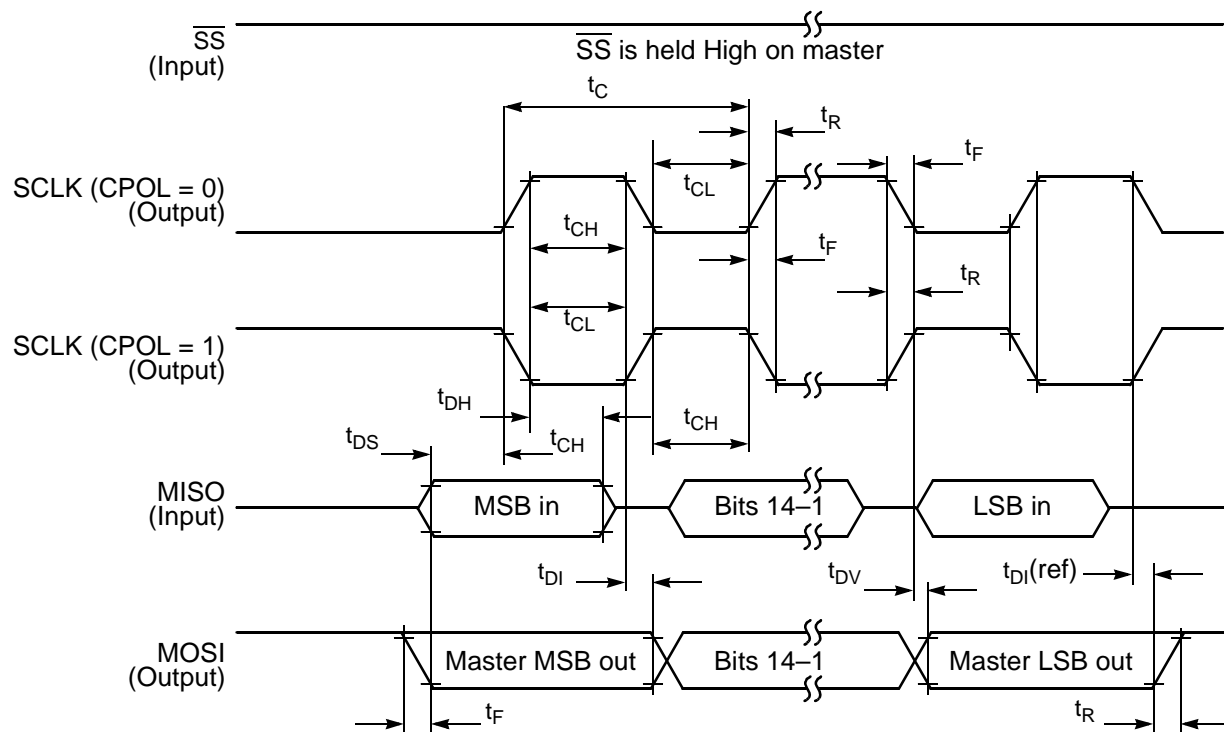 SS
(Input)
SS is held High on master
tC
tR
tF
SCLK (CPOL = 0)
(Output)
tCL
tCH
tF
tR
tCL
SCLK (CPOL = 1)
(Output)
tDH
tCH
tCH
tDS
MISO
(Input)
MSB in
Bits 14–1
LSB in
tDI
tDV
tDI(ref)
MOSI
(Output)
Master MSB out
Bits 14–1
Master LSB out
tF
tR